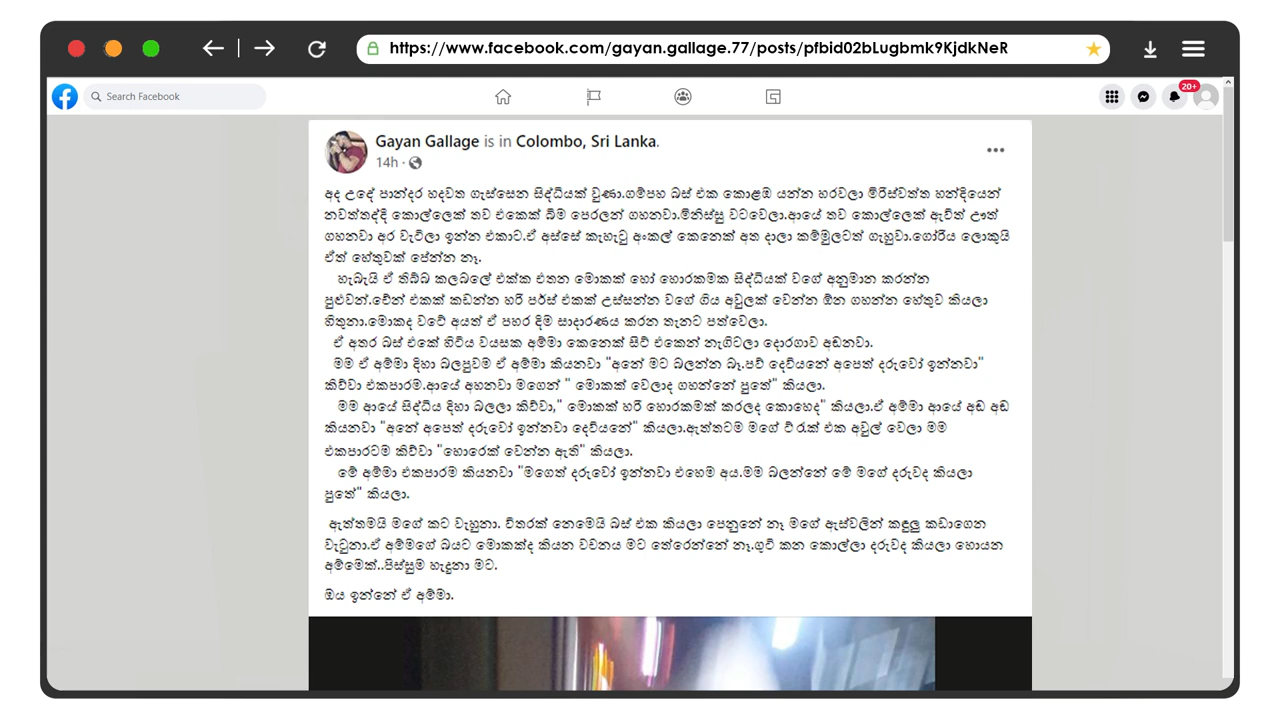 https://www.facebook.com/gayan.gallage.77/posts/pfbid02bLugbmk9KjdkNeR
Search Facebook
20+
Gayan Gallage is in Colombo, Sri Lanka.
14h ·
අද උදේ පාන්දර හදවත ගැස්සෙන සිද්ධියක් වුණා.ගම්පහ බස් එක කොළඹ යන්න හරවලා මිරිස්වත්ත හන්දියෙන්
නවත්තද්දි කොල්ලෙක් තව එකෙක් බිම පෙරලන් ගහනවා.මිනිස්සු වටවෙලා.ආයේ තව කොල්ලෙක් ඇවිත් ඌත්
ගහනවා අර වැටිලා ඉන්න එකාට.ඒ අස්සේ කැහැටු අංකල් කෙනෙක් අත දාලා කම්මුලටත් ගැහුවා.ගෝරිය ලොකුයි
ඒත් හේතුවක් පේන්න නෑ.
හැබැයි ඒ තිබ්බ කලබලේ එක්ක එතන මොකක් හෝ හොරකමක සිද්ධියක් වගේ අනුමාන කරන්න
පුළුවන්.චේන් එකක් කඩන්න හරි පර්ස් එකක් උස්සන්න වගේ ගිය අවුලක් වෙන්න ඕන ගහන්න හේතුව කියලා
හිතුනා.මොකද වටේ අයත් ඒ පහර දිම සාදාරණය කරන තැනට පත්වෙලා.
ඒ අතර බස් එකේ හිටිය වයසක අම්මා කෙනෙක් සීට් එකෙන් නැගිටලා දොරගාව අඩනවා.
මම ඒ අම්මා දිහා බලපුවම ඒ අම්මා කියනවා "අනේ මට බලන්න බෑ.පව් දෙවියනේ අපෙත් දරුවෝ ඉන්නවා"
කිව්වා එකපාරම.ආයේ අහනවා මගෙන් " මොකක් වෙලාද ගහන්නේ පුතේ" කියලා.
මම ආයේ සිද්ධිය දිහා බලලා කිව්වා," මොකක් හරි හොරකමක් කරලද කොහෙද" කියලා.ඒ අම්මා ආයේ අඬ අඬ
කියනවා "අනේ අපෙත් දරුවෝ ඉන්නවා දෙවියනේ" කියලා.ඇත්තටම මගේ ට් රැක් එක අවුල් වෙලා මම
එකපාරටම කිව්වා "හොරෙක් වෙන්න ඇති" කියලා.
මේ අම්මා එකපාරම කියනවා "මගෙත් දරුවෝ ඉන්නවා එහෙම අය.මම බලන්නේ මේ මගේ දරුවද කියලා
පුතේ" කියලා.
ඇත්තමයි මගේ කට වැහුනා. විතරක් නෙමෙයි බස් එක කියලා පෙනුනේ නෑ මගේ ඇස්වලින් කඳුලු කඩාගෙන
වැටුනා.ඒ අම්මගේ බයට මොකක්ද කියන වචනය මට තේරෙන්නේ නෑ.ගුටි කන කොල්ලා දරුවද කියලා හොයන
අම්මෙක්..පිස්සුම හැදුනා මට.
ඔය ඉන්නේ ඒ අම්මා.